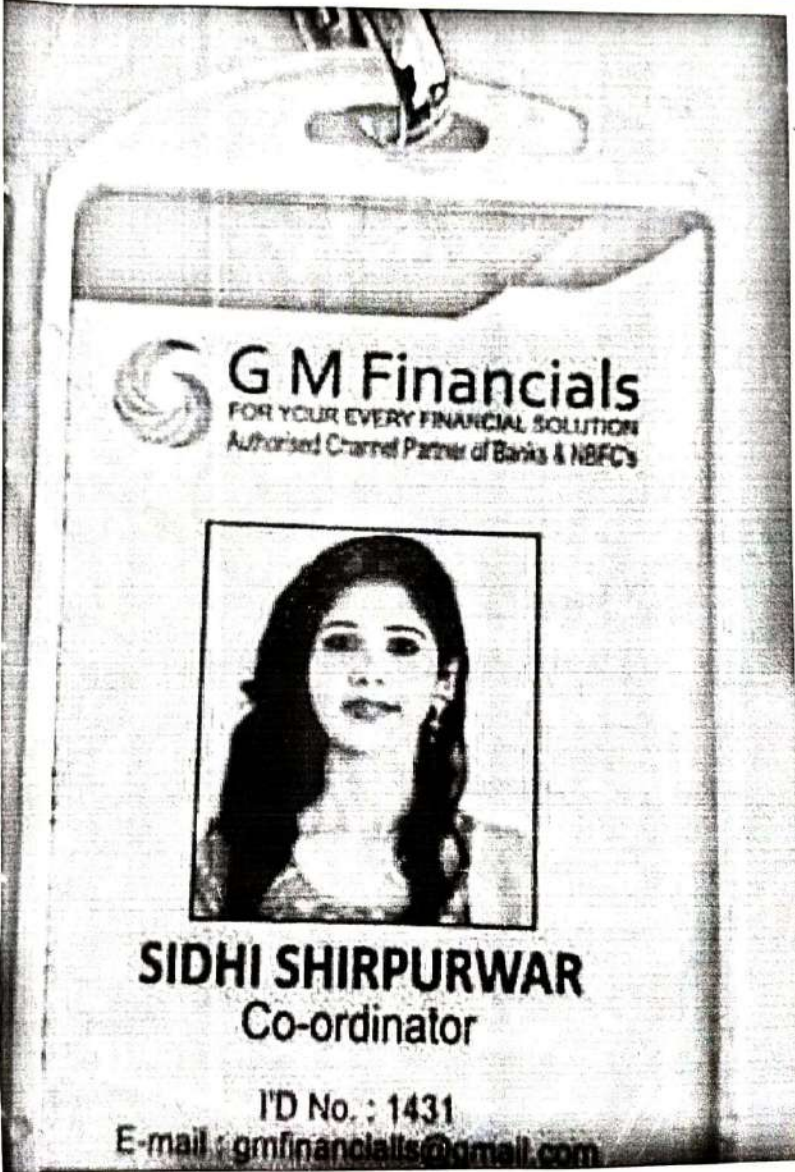 G M Financials
FOR YOUR EVERY FINANCIAL SOLUTION
Authorised Channel Partner of Banks & NBFC's
SIDHI SHIRPURWAR
Co-ordinator
I'D No. : 1431
E-mail : gmfinancialls@gmail.com